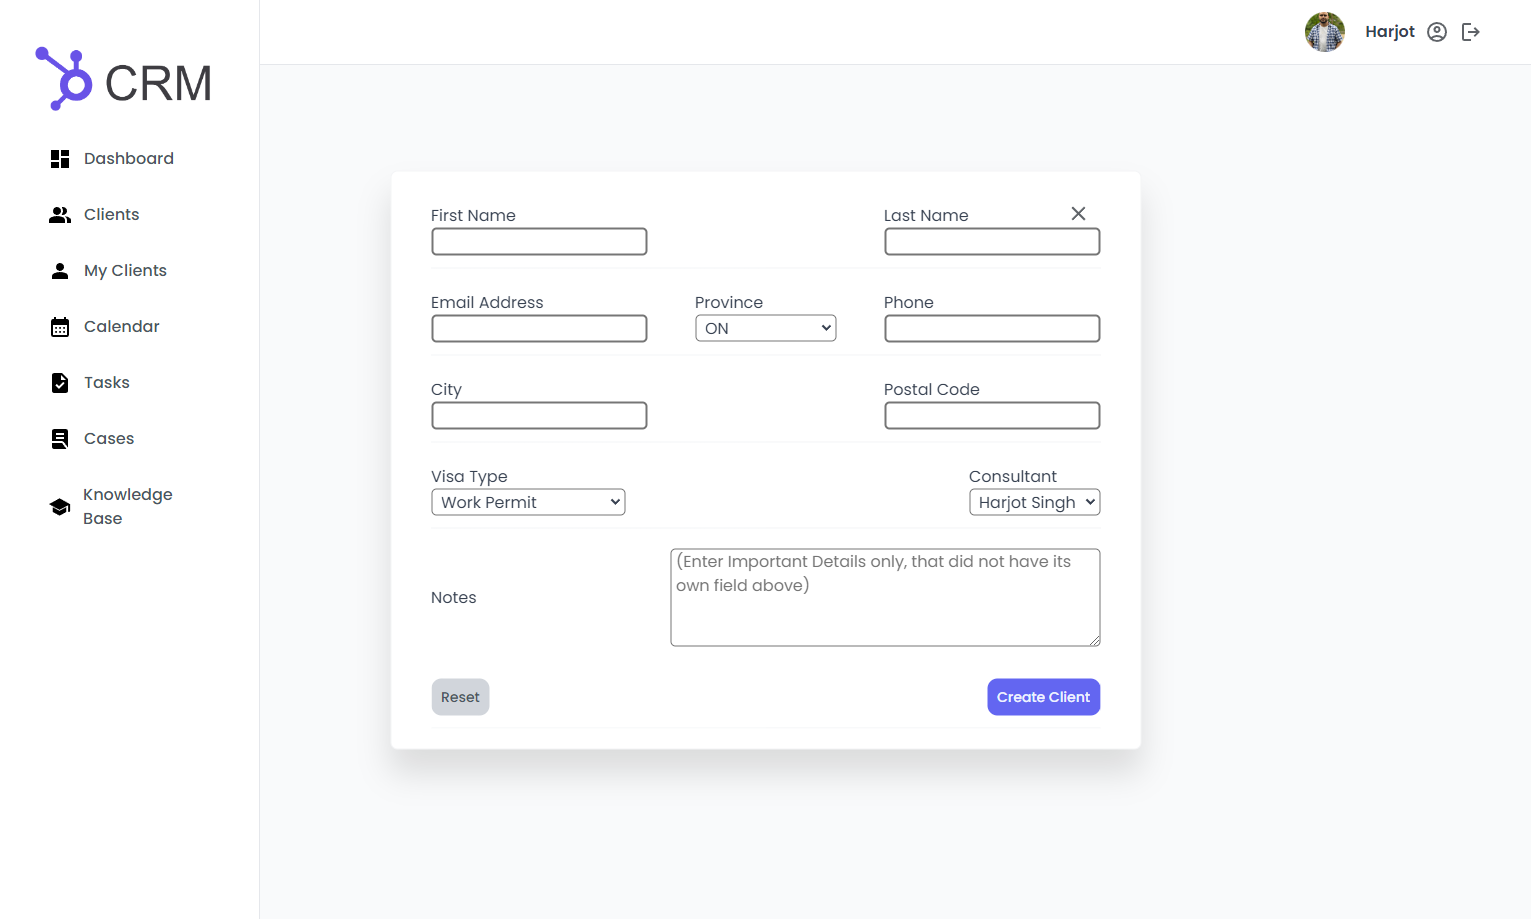 Harjot
CRM
Dashboard
Clients
My Clients
Calendar
Tasks
Cases
Knowledge
Base
First Name
Last Name
Email Address
Province
Phone
ON
City
Postal Code
Visa Type
Consultant
Work Permit
Harjot Singh
Notes
(Enter Important Details only, that did not have its
own field above)
Reset
Create Client